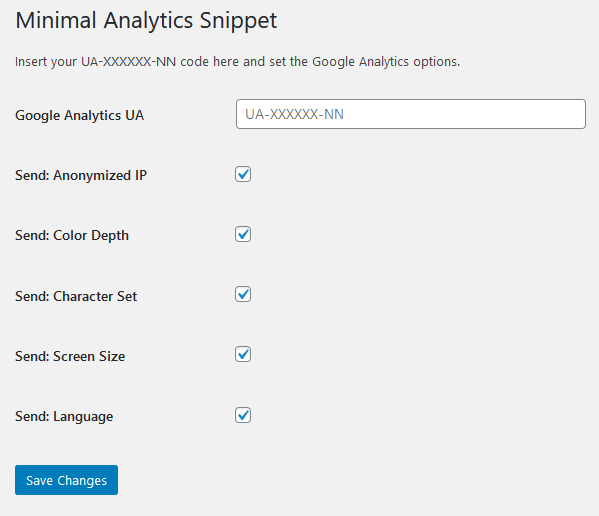 Minimal Analytics Snippet
Insert your UA-XXXXXX-NN code here and set the Google Analytics options.
Google Analytics UA UA-XXXXXX-NN
Send: Anonymized IP
Send: Color Depth
Send: Character Set
Send: Screen Size
Send: Language
Save Changes